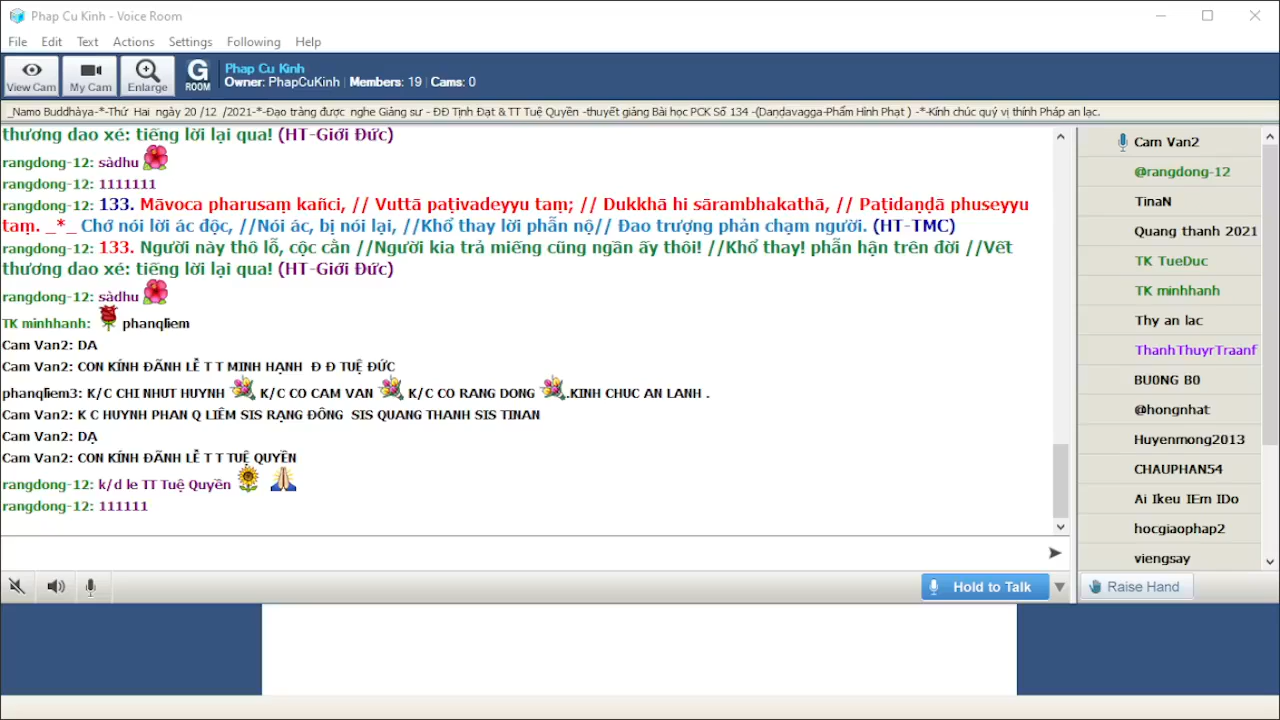 Phap Cu Kinh - Voice Room
File Edit Text Actions Settings Following Help
View Cam My Cam Enlarge G ROOM
Phap Cu Kinh
Owner: PhapCuKinh | Members: 19 | Cams: 0
_Namo Buddhàya-*-Thứ Hai ngày 20 /12 /2021-*-Đạo tràng được nghe Giảng sư - ĐĐ Tịnh Đạt & TT Tuệ Quyền -thuyết giảng Bài học PCK Số 134 -(Daṇḍavagga-Phẩm Hình Phạt ) -*-Kính chúc quý vị thính Pháp an lạc.
thương dao xé: tiếng lời lại qua! (HT-Giới Đức)
rangdong-12: sàdhu
rangdong-12: 1111111
rangdong-12: 133. Māvoca pharusaṃ kañci, // Vuttā paṭivadeyyu taṃ; // Dukkhā hi sārambhakathā, // Paṭidaṇḍā phuseyyu
taṃ. _*_ Chớ nói lời ác độc, //Nói ác, bị nói lại, //Khổ thay lời phẫn nộ// Đao trượng phản chạm người. (HT-TMC)
rangdong-12: 133. Người này thô lỗ, cộc cằn //Người kia trả miếng cũng ngần ấy thôi! //Khổ thay! phẫn hận trên đời //Vết
thương dao xé: tiếng lời lại qua! (HT-Giới Đức)
rangdong-12: sàdhu
TK minhhanh: phanqliem
Cam Van2: DA
Cam Van2: CON KÍNH ĐÃNH LỄ T T MINH HẠNH Đ Đ TUỆ ĐỨC
phanqliem3: K/C CHI NHUT HUYNH K/C CO CAM VAN K/C CO RANG DONG .KINH CHUC AN LANH .
Cam Van2: K C HUYNH PHAN Q LIÊM SIS RẠNG ĐÔNG SIS QUANG THANH SIS TINAN
Cam Van2: DẠ
Cam Van2: CON KÍNH ĐÃNH LỄ T T TUỆ QUYỀN
rangdong-12: k/d le TT Tuệ Quyền
rangdong-12: 111111
Hold to Talk
Cam Van2
@rangdong-12
TinaN
Quang thanh 2021
TK TueDuc
TK minhhanh
Thy an lac
ThanhThuyrTraanf
BU0NG B0
@hongnhat
Huyenmong2013
CHAUPHAN54
Ai Ikeu IEm IDo
hocgiaophap2
viengsay
Raise Hand